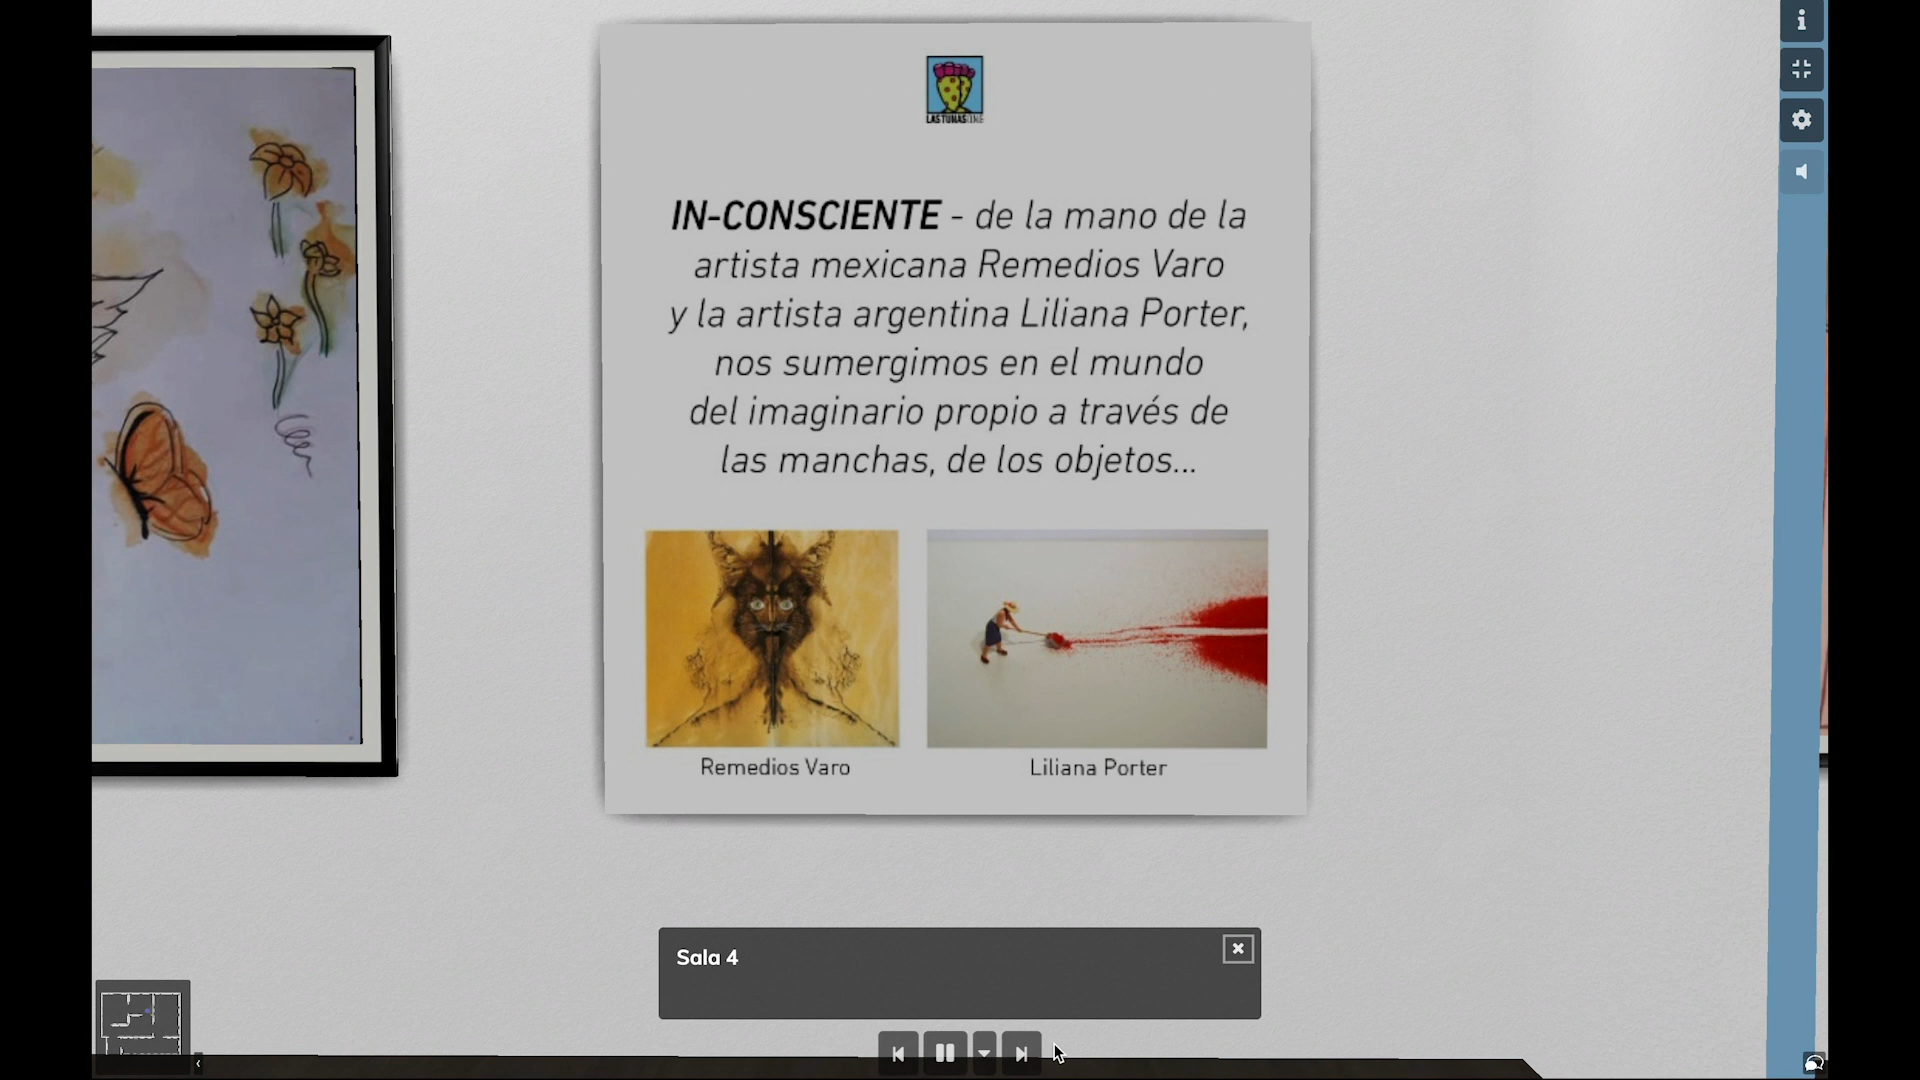 LASTUNASCINE
IN-CONSCIENTE - de la mano de la
artista mexicana Remedios Varo
y la artista argentina Liliana Porter,
nos sumergimos en el mundo
del imaginario propio a través de
las manchas, de los objetos...
Remedios Varo
Liliana Porter
Sala 4